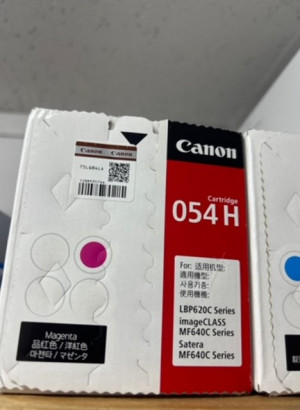 Canon Canon
Canon
Cartridge
054 H
For: 适用机型:
適用機型:
사용기종:
使用機種:
LBP620C Series
imageCLASS
MF640C Series
Satera
MF640C Series
Magenta
品红色 / 洋紅色
마젠타 / マゼンタ